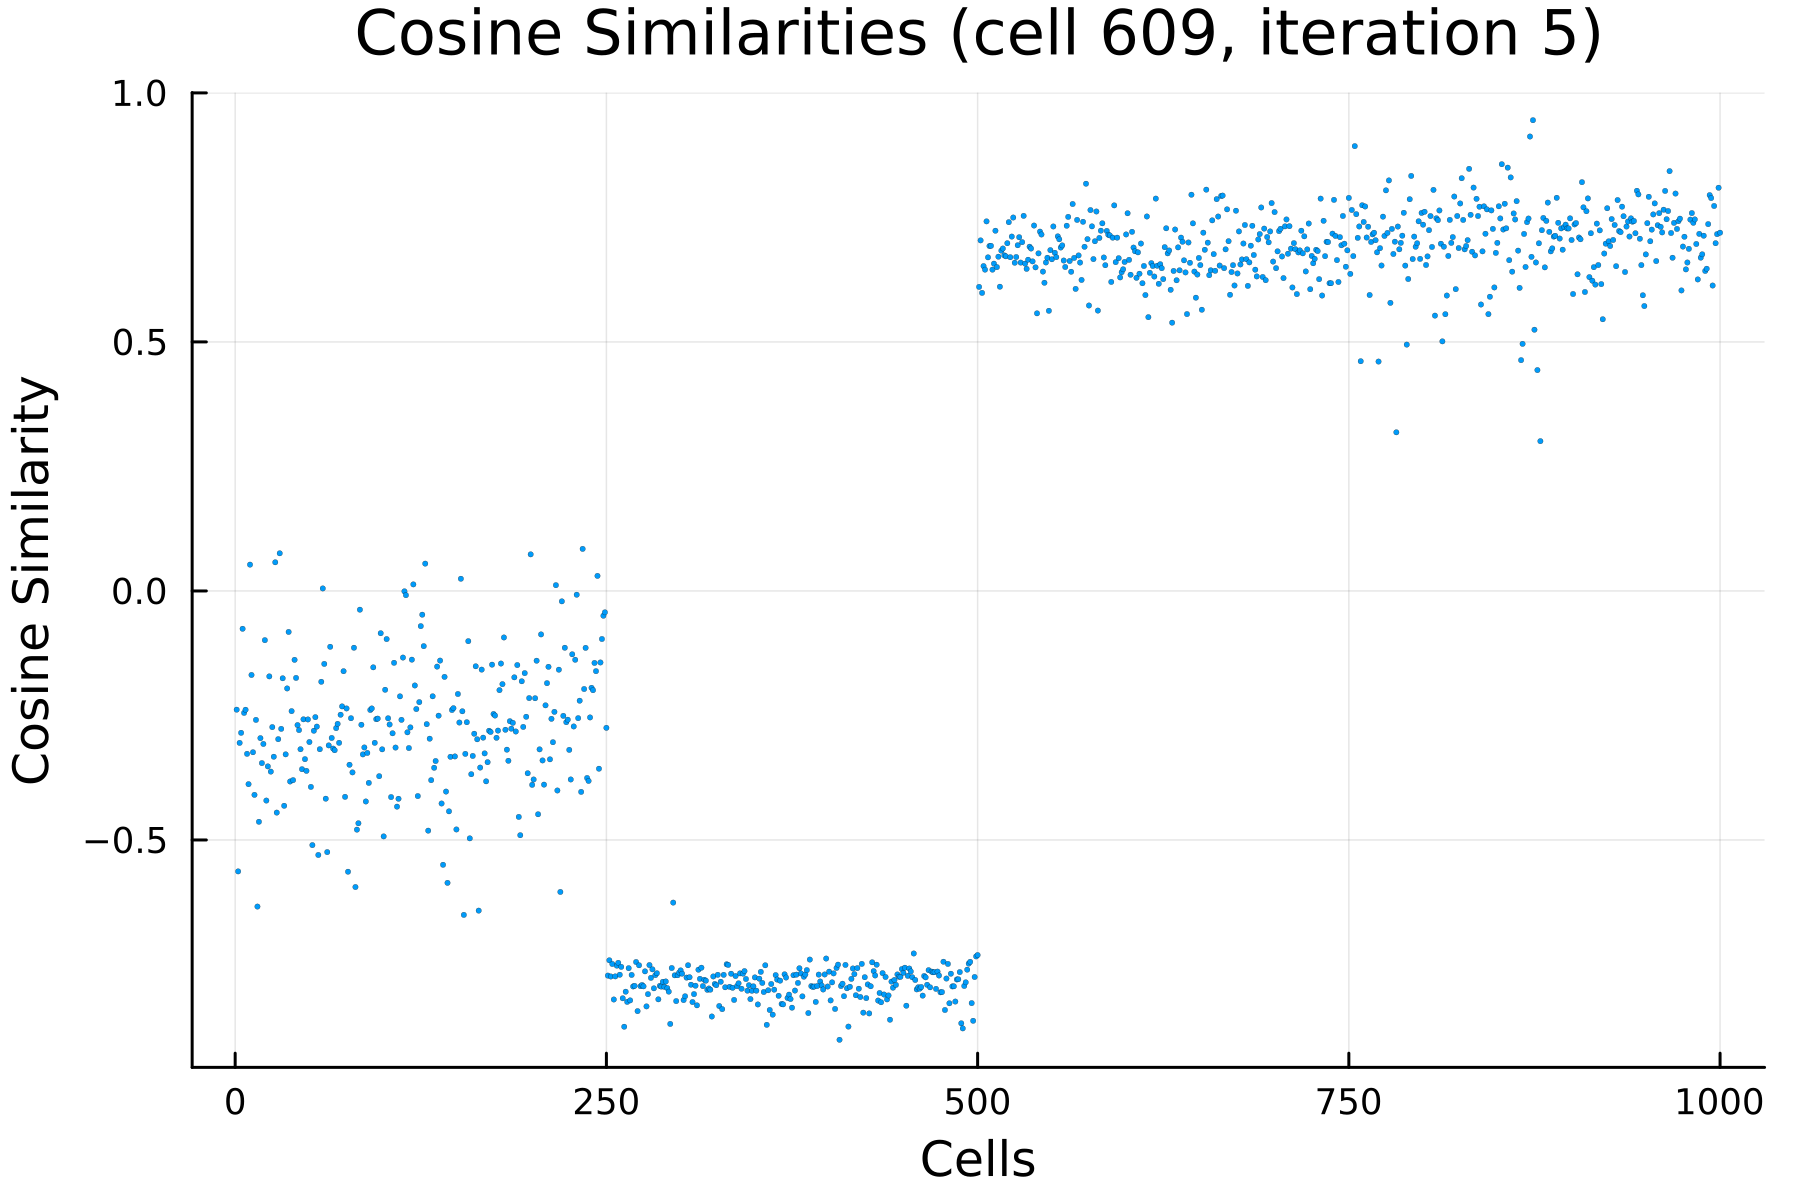 Cosine Similarities (cell 609, iteration 5)
1.0
0.5
0.0
−0.5
Cosine Similarity
0 250 500 750 1000
Cells